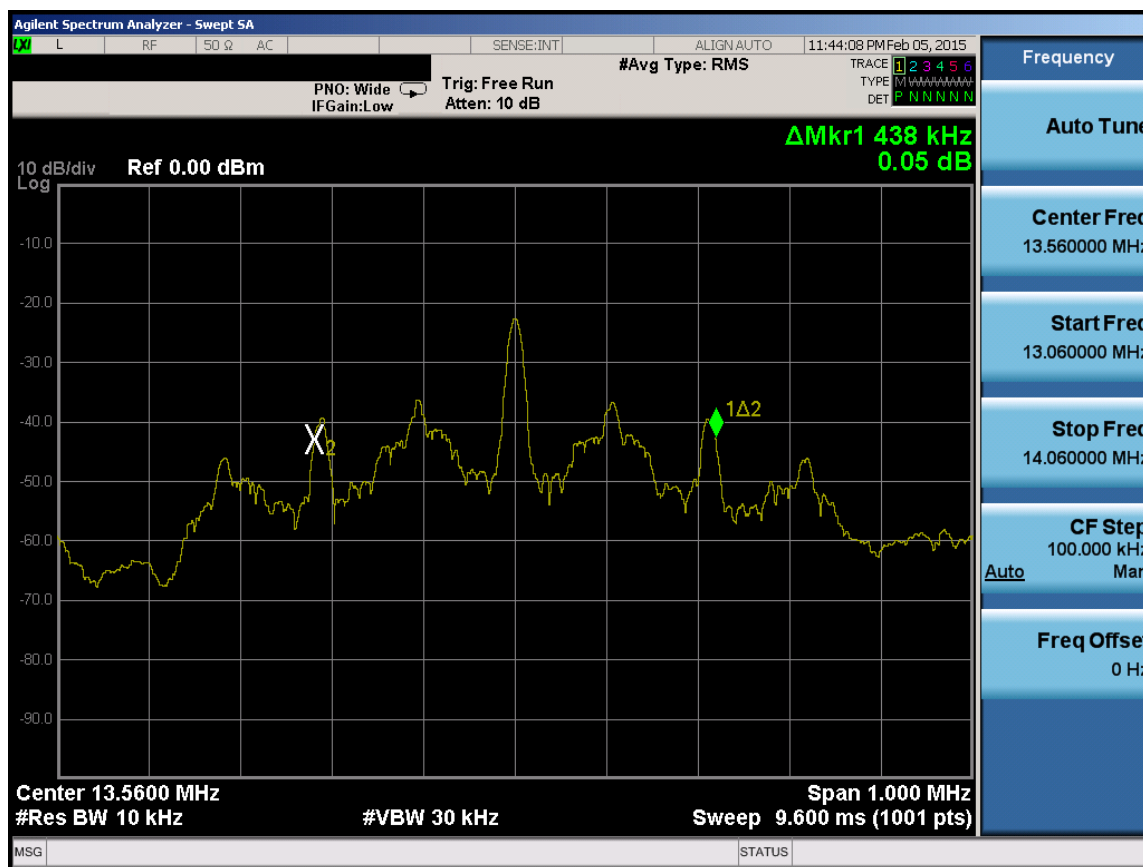 Agilent Spectrum Analyzer - Swept SA
LXI L RF 50 Ω AC SENSE:INT ALIGN AUTO 11:44:08 PM Feb 05, 2015
#Avg Type: RMS
TRACE 1 2 3 4 5 6
TYPE M W W W W W
DET P N N N N N
PNO: Wide
IFGain:Low
Trig: Free Run
Atten: 10 dB
ΔMkr1 438 kHz
0.05 dB
10 dB/div
Log
Ref 0.00 dBm
-10.0
-20.0
-30.0
-40.0
-50.0
-60.0
-70.0
-80.0
-90.0
X2
1Δ2
Center 13.5600 MHz
Span 1.000 MHz
#Res BW 10 kHz
#VBW 30 kHz
Sweep 9.600 ms (1001 pts)
MSG
STATUS
Frequency
Auto Tune
Center Freq
13.560000 MHz
Start Freq
13.060000 MHz
Stop Freq
14.060000 MHz
CF Step
100.000 kHz
Auto Man
Freq Offset
0 Hz